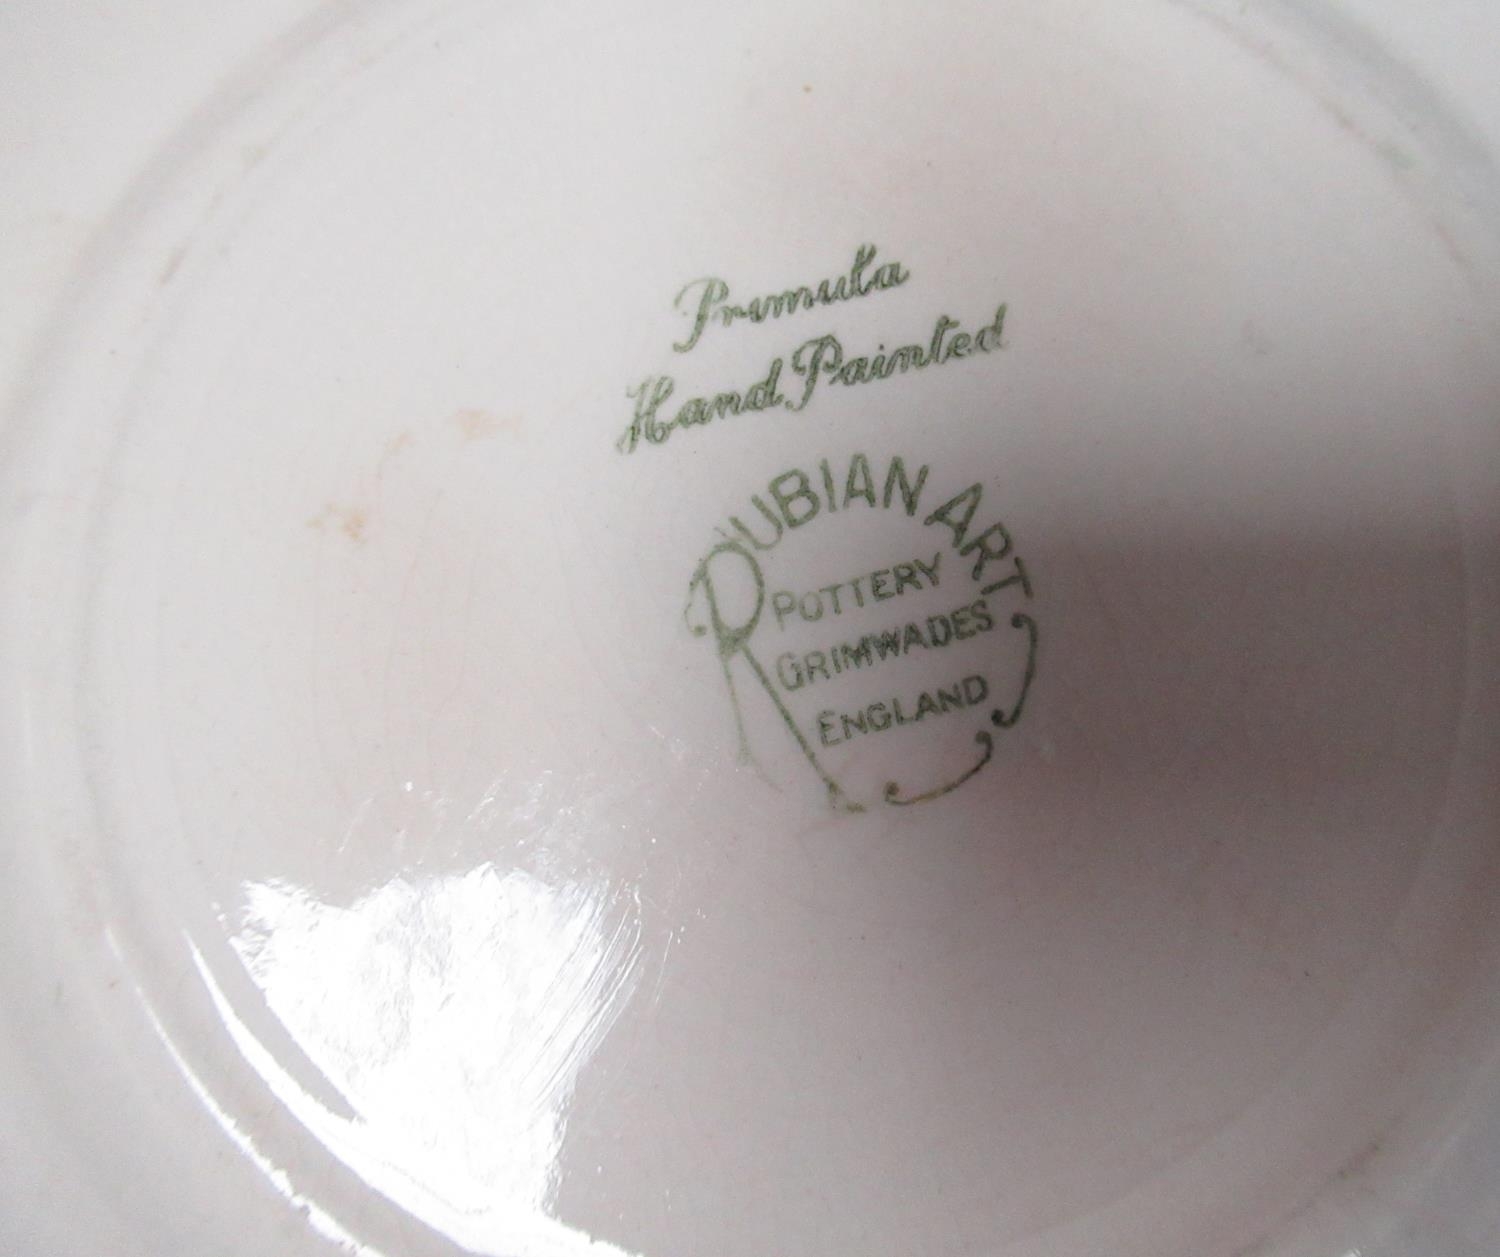 Primula
Hand Painted
RUBIAN ART
POTTERY
GRIMWADES
ENGLAND